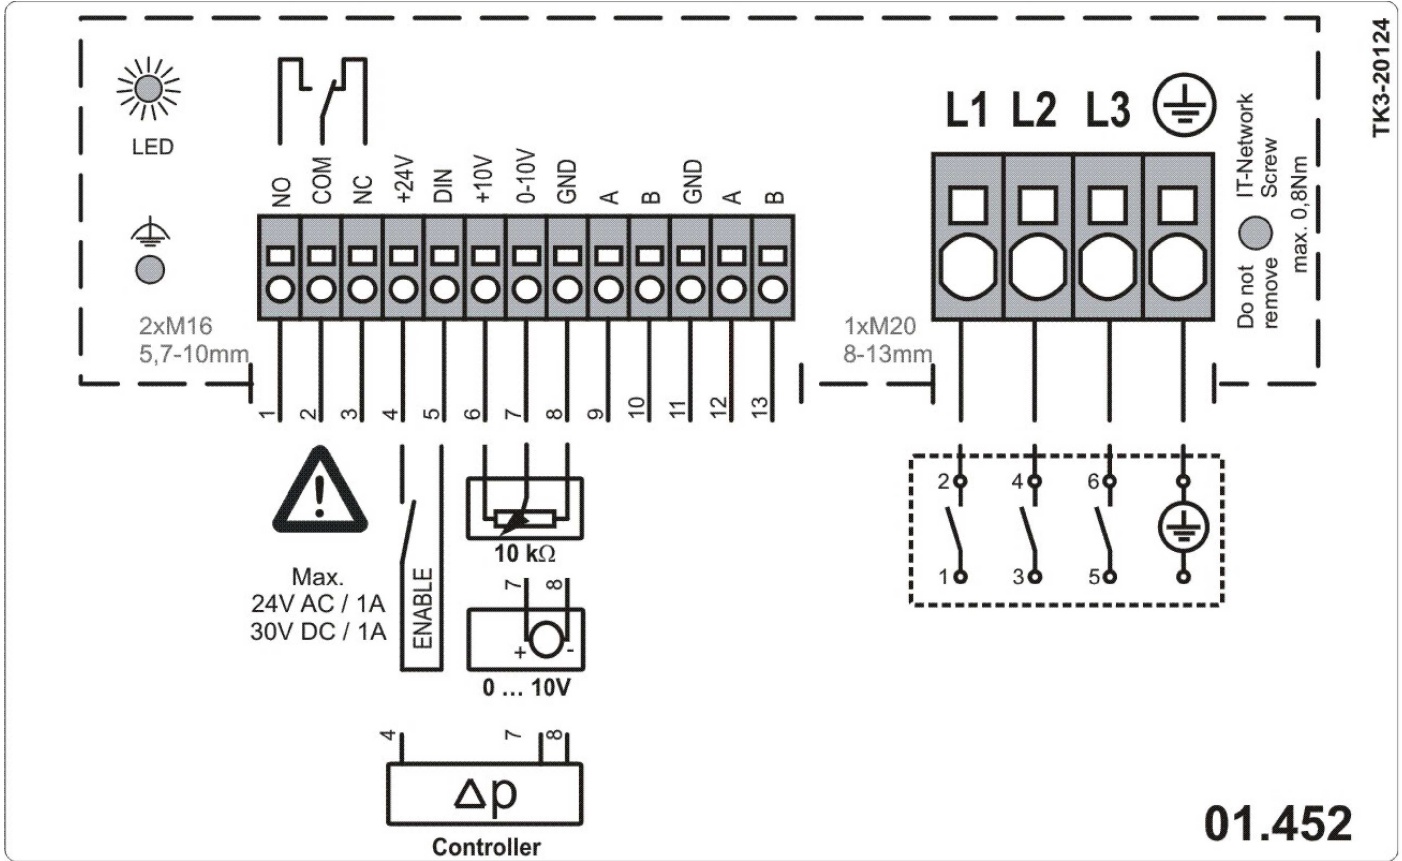 TK3-20124
LED
NO
COM
NC
+24V
DIN
+10V
0-10V
GND
A
B
GND
A
B
L1 L2 L3
IT-Network
Screw
Do not
remove
max. 0,8Nm
2xM16
5,7-10mm
1xM20
8-13mm
1
2
3
4
5
6
7
8
9
10
11
12
13
!
Max.
24V AC / 1A
30V DC / 1A
ENABLE
10 kΩ
7
8
+ -
0 ... 10V
4
7
8
Δp
Controller
2 4 6
1 3 5
01.452